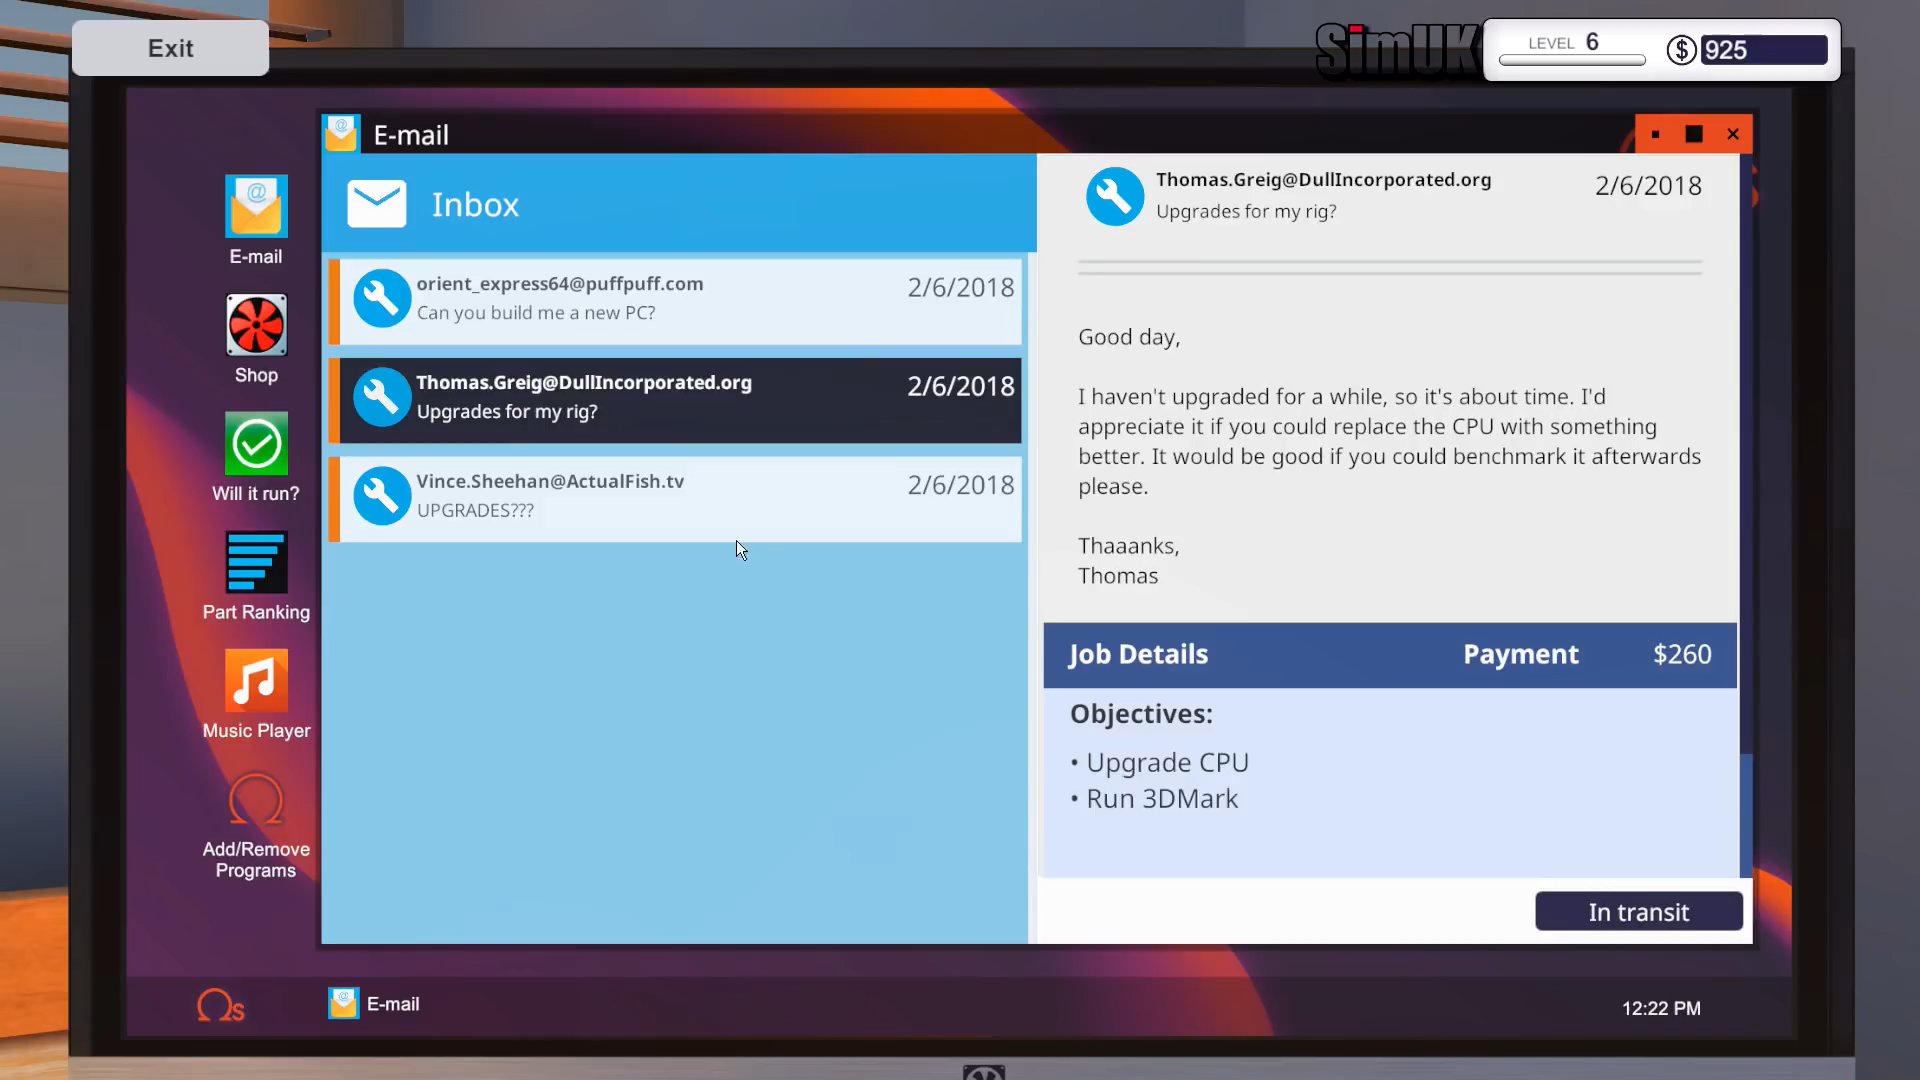 Exit
SimUK
LEVEL 6
$ 925
E-mail
E-mail
Shop
Will it run?
Part Ranking
Music Player
Add/Remove
Programs
Inbox
orient_express64@puffpuff.com
2/6/2018
Can you build me a new PC?
Thomas.Greig@DullIncorporated.org
2/6/2018
Upgrades for my rig?
Vince.Sheehan@ActualFish.tv
2/6/2018
UPGRADES???
Thomas.Greig@DullIncorporated.org
2/6/2018
Upgrades for my rig?
Good day,
I haven't upgraded for a while, so it's about time. I'd
appreciate it if you could replace the CPU with something
better. It would be good if you could benchmark it afterwards
please.
Thaaanks,
Thomas
Job Details Payment $260
Objectives:
• Upgrade CPU
• Run 3DMark
In transit
Ωs
E-mail
12:22 PM